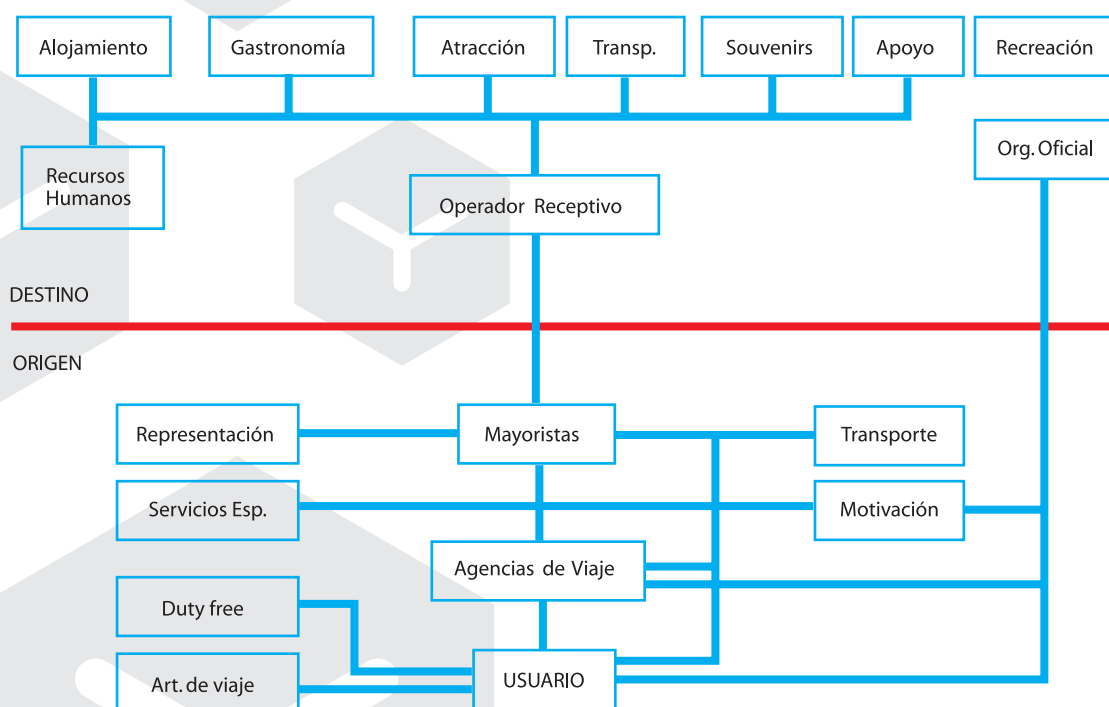 Alojamiento
Gastronomía
Atracción
Transp.
Souvenirs
Apoyo
Recreación
Recursos
Humanos
Operador Receptivo
Org. Oficial
DESTINO
ORIGEN
Representación
Mayoristas
Transporte
Servicios Esp.
Motivación
Agencias de Viaje
Duty free
Art. de viaje
USUARIO